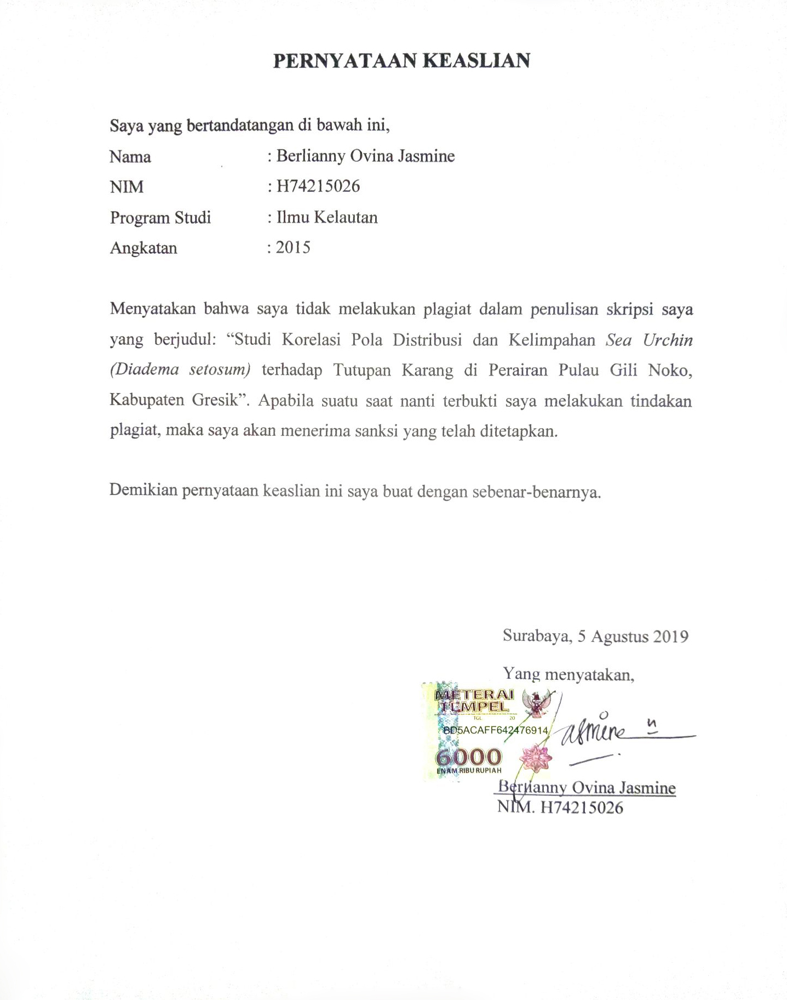 PERNYATAAN KEASLIAN
Saya yang bertandatangan di bawah ini,
Nama : Berlianny Ovina Jasmine
NIM : H74215026
Program Studi : Ilmu Kelautan
Angkatan : 2015
Menyatakan bahwa saya tidak melakukan plagiat dalam penulisan skripsi saya
yang berjudul: “Studi Korelasi Pola Distribusi dan Kelimpahan Sea Urchin
(Diadema setosum) terhadap Tutupan Karang di Perairan Pulau Gili Noko,
Kabupaten Gresik”. Apabila suatu saat nanti terbukti saya melakukan tindakan
plagiat, maka saya akan menerima sanksi yang telah ditetapkan.
Demikian pernyataan keaslian ini saya buat dengan sebenar-benarnya.
Surabaya, 5 Agustus 2019
Yang menyatakan,
METERAI
TEMPEL
TGL 20
BD5ACAFF642476914
6000
ENAM RIBU RUPIAH
Jasmine
Berlianny Ovina Jasmine
NIM. H74215026